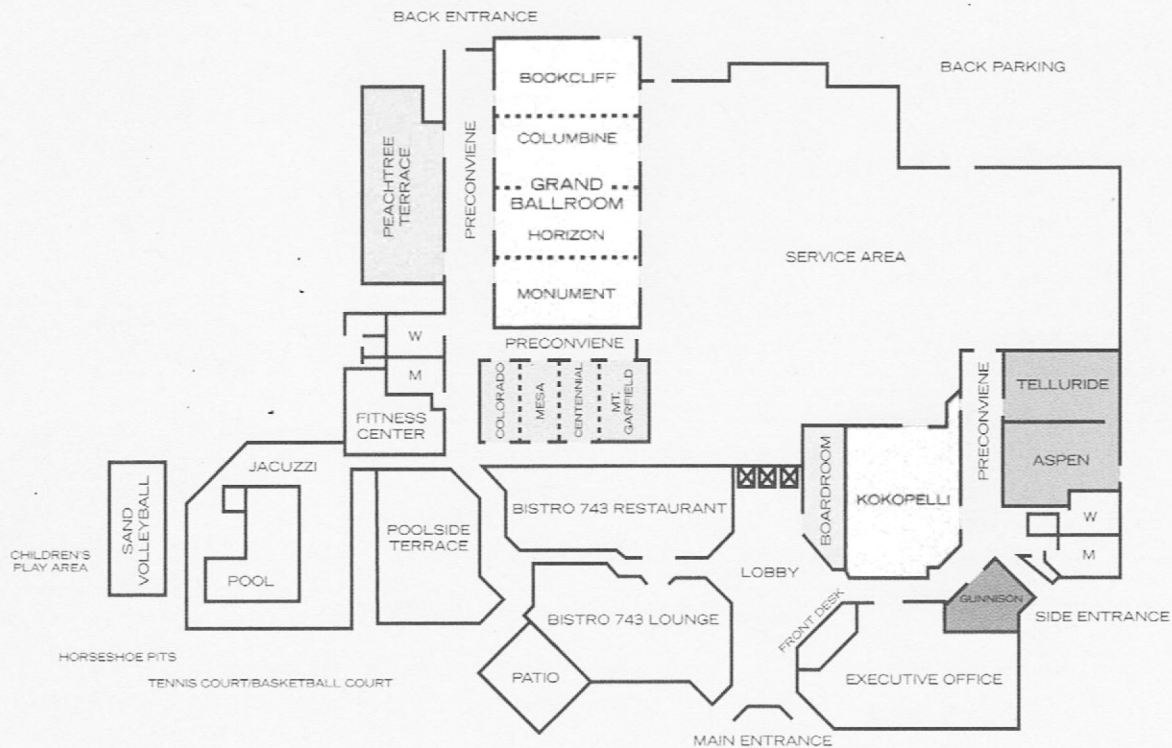 BACK ENTRANCE
BACK PARKING
BOOKCLIFF
COLUMBINE
GRAND
BALLROOM
HORIZON
MONUMENT
PEACHTREE
TERRACE
PRECONVIENE
SERVICE AREA
PRECONVIENE
W
M
COLORADO
MESA
CENTENNIAL
MT.
GARFIELD
FITNESS
CENTER
PRECONVIENE
TELLURIDE
ASPEN
JACUZZI
BOARDROOM
KOKOPELLI
W
M
SAND
VOLLEYBALL
BISTRO 743 RESTAURANT
POOLSIDE
TERRACE
CHILDREN'S
PLAY AREA
POOL
LOBBY
GUNNISON
SIDE ENTRANCE
BISTRO 743 LOUNGE
FRONT DESK
HORSESHOE PITS
TENNIS COURT/BASKETBALL COURT
PATIO
EXECUTIVE OFFICE
MAIN ENTRANCE